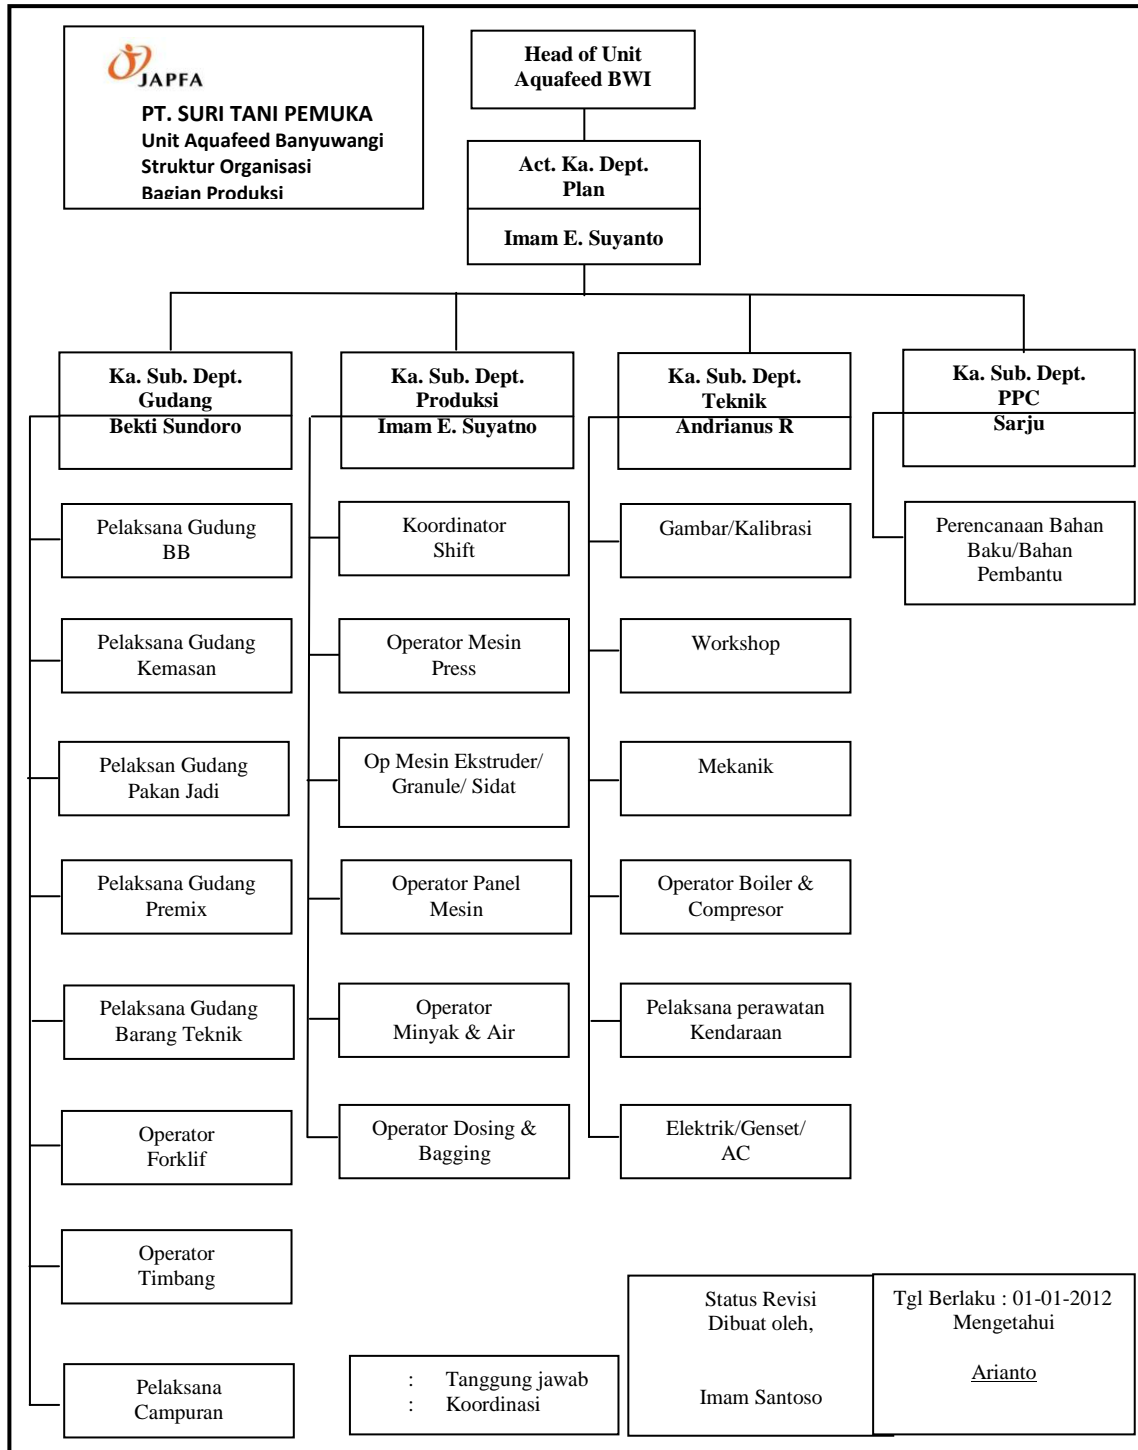 JAPFA
PT. SURI TANI PEMUKA
Unit Aquafeed Banyuwangi
Struktur Organisasi
Bagian Produksi
Head of Unit
Aquafeed BWI
Act. Ka. Dept.
Plan
Imam E. Suyanto
Ka. Sub. Dept.
Gudang
Bekti Sundoro
Ka. Sub. Dept.
Produksi
Imam E. Suyatno
Ka. Sub. Dept.
Teknik
Andrianus R
Ka. Sub. Dept.
PPC
Sarju
Pelaksana Gudung
BB
Koordinator
Shift
Gambar/Kalibrasi
Perencanaan Bahan
Baku/Bahan
Pembantu
Pelaksana Gudang
Kemasan
Operator Mesin
Press
Workshop
Pelaksan Gudang
Pakan Jadi
Op Mesin Ekstruder/
Granule/ Sidat
Mekanik
Pelaksana Gudang
Premix
Operator Panel
Mesin
Operator Boiler &
Compresor
Pelaksana Gudang
Barang Teknik
Operator
Minyak & Air
Pelaksana perawatan
Kendaraan
Operator
Forklif
Operator Dosing &
Bagging
Elektrik/Genset/
AC
Operator
Timbang
Pelaksana
Campuran
: Tanggung jawab
: Koordinasi
Status Revisi
Dibuat oleh,
Imam Santoso
Tgl Berlaku : 01-01-2012
Mengetahui
Arianto